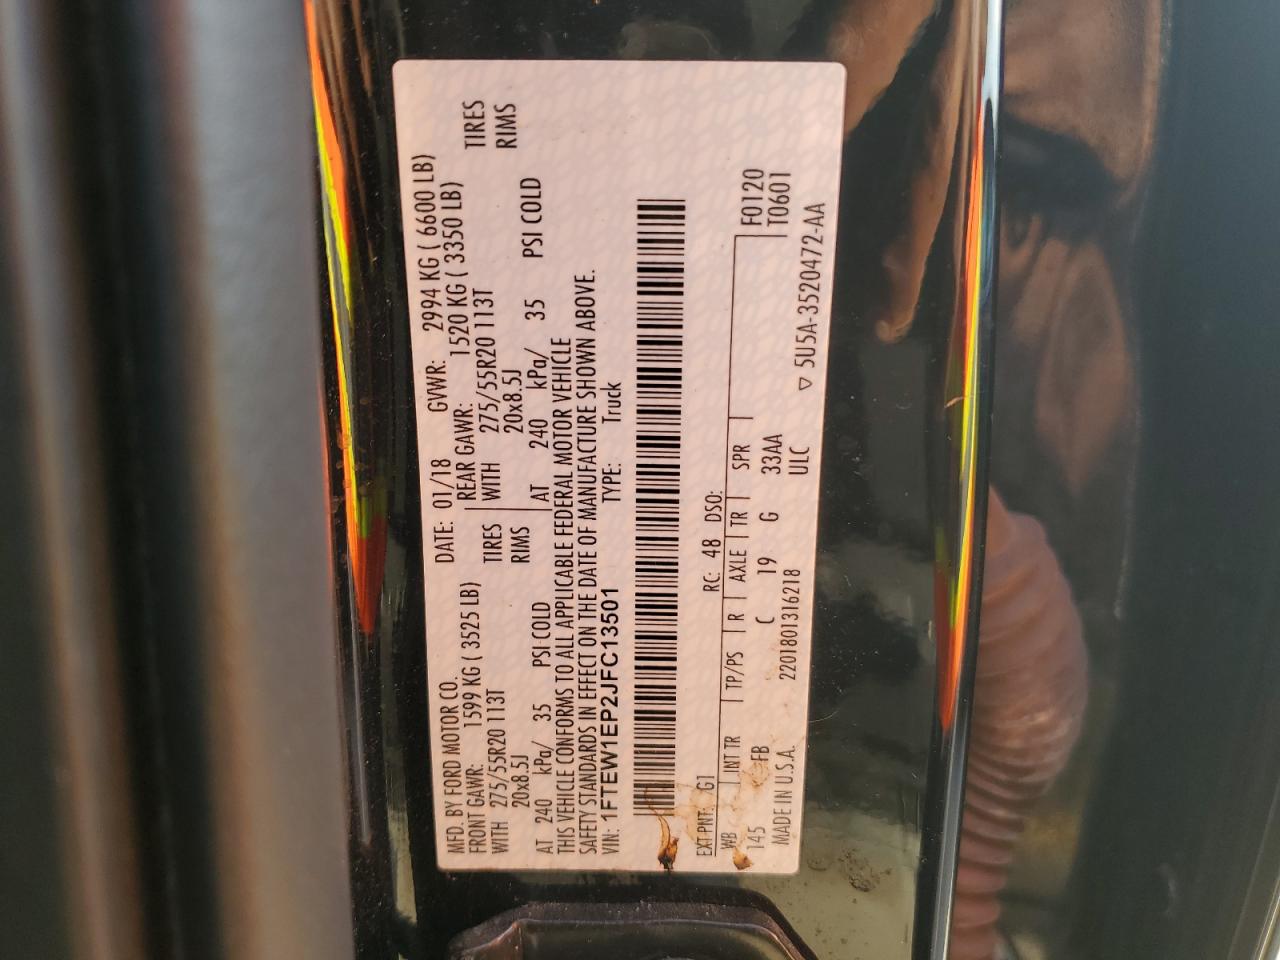 MFD. BY FORD MOTOR CO.
DATE: 01/18 GVWR: 2994 KG ( 6600 LB)
FRONT GAWR: 1599 KG ( 3525 LB) REAR GAWR: 1520 KG ( 3350 LB)
WITH 275/55R20 113T TIRES WITH 275/55R20 113T TIRES
20x8.5J RIMS 20x8.5J RIMS
AT 240 kPa/ 35 PSI COLD AT 240 kPa/ 35 PSI COLD
THIS VEHICLE CONFORMS TO ALL APPLICABLE FEDERAL MOTOR VEHICLE
SAFETY STANDARDS IN EFFECT ON THE DATE OF MANUFACTURE SHOWN ABOVE.
VIN: 1FTEW1EP2JFC13501 TYPE: Truck
EXT PNT: G1 RC: 48 DSO:
WB INT TR TP/PS R AXLE TR SPR F0120
145 FB C 19 G 33AA T0601
ULC
MADE IN U.S.A. 2201801316218 ▽ 5U5A-3520472-AA